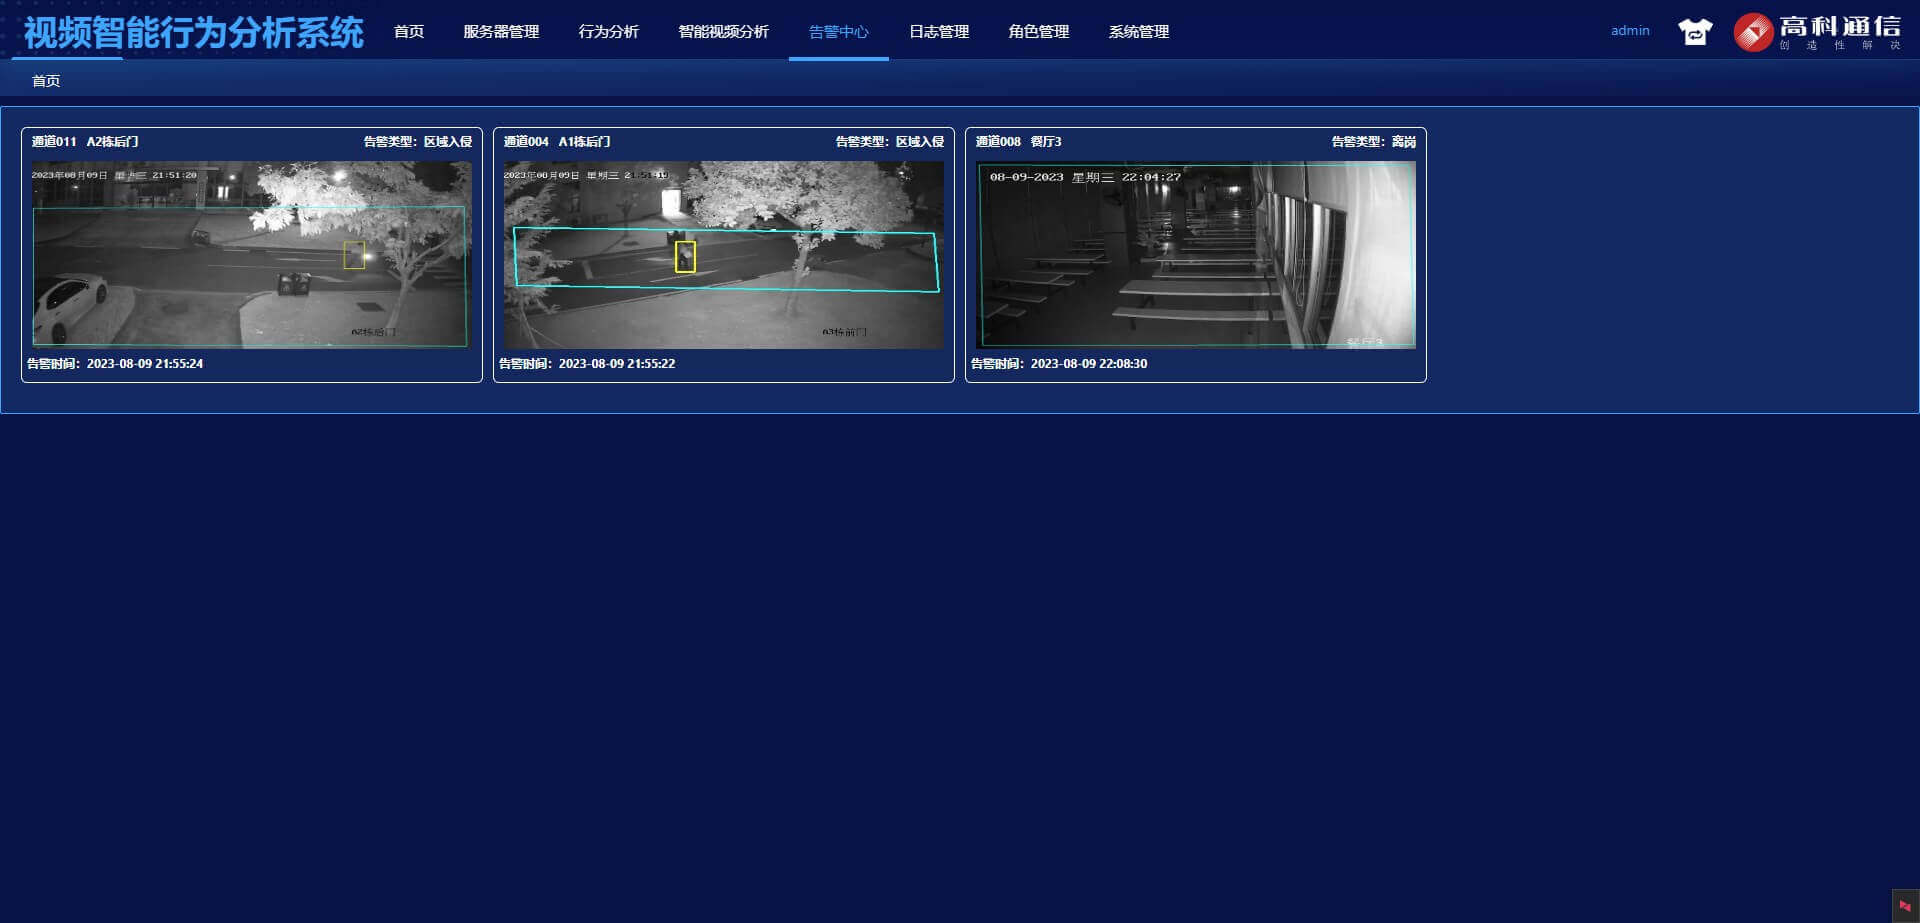 视频智能行为分析系统 首页 服务器管理 行为分析 智能视频分析 告警中心 日志管理 角色管理 系统管理 admin 高科通信
创造性解决
首页
通道011 A2栋后门 告警类型：区域入侵
2023年08月09日 星期三 21:51:20
A2栋后门
告警时间：2023-08-09 21:55:24
通道004 A1栋后门 告警类型：区域入侵
2023年08月09日 星期三 21:51:19
A3栋前门
告警时间：2023-08-09 21:55:22
通道008 餐厅3 告警类型：离岗
08-09-2023 星期三 22:04:27
餐厅3
告警时间：2023-08-09 22:08:30